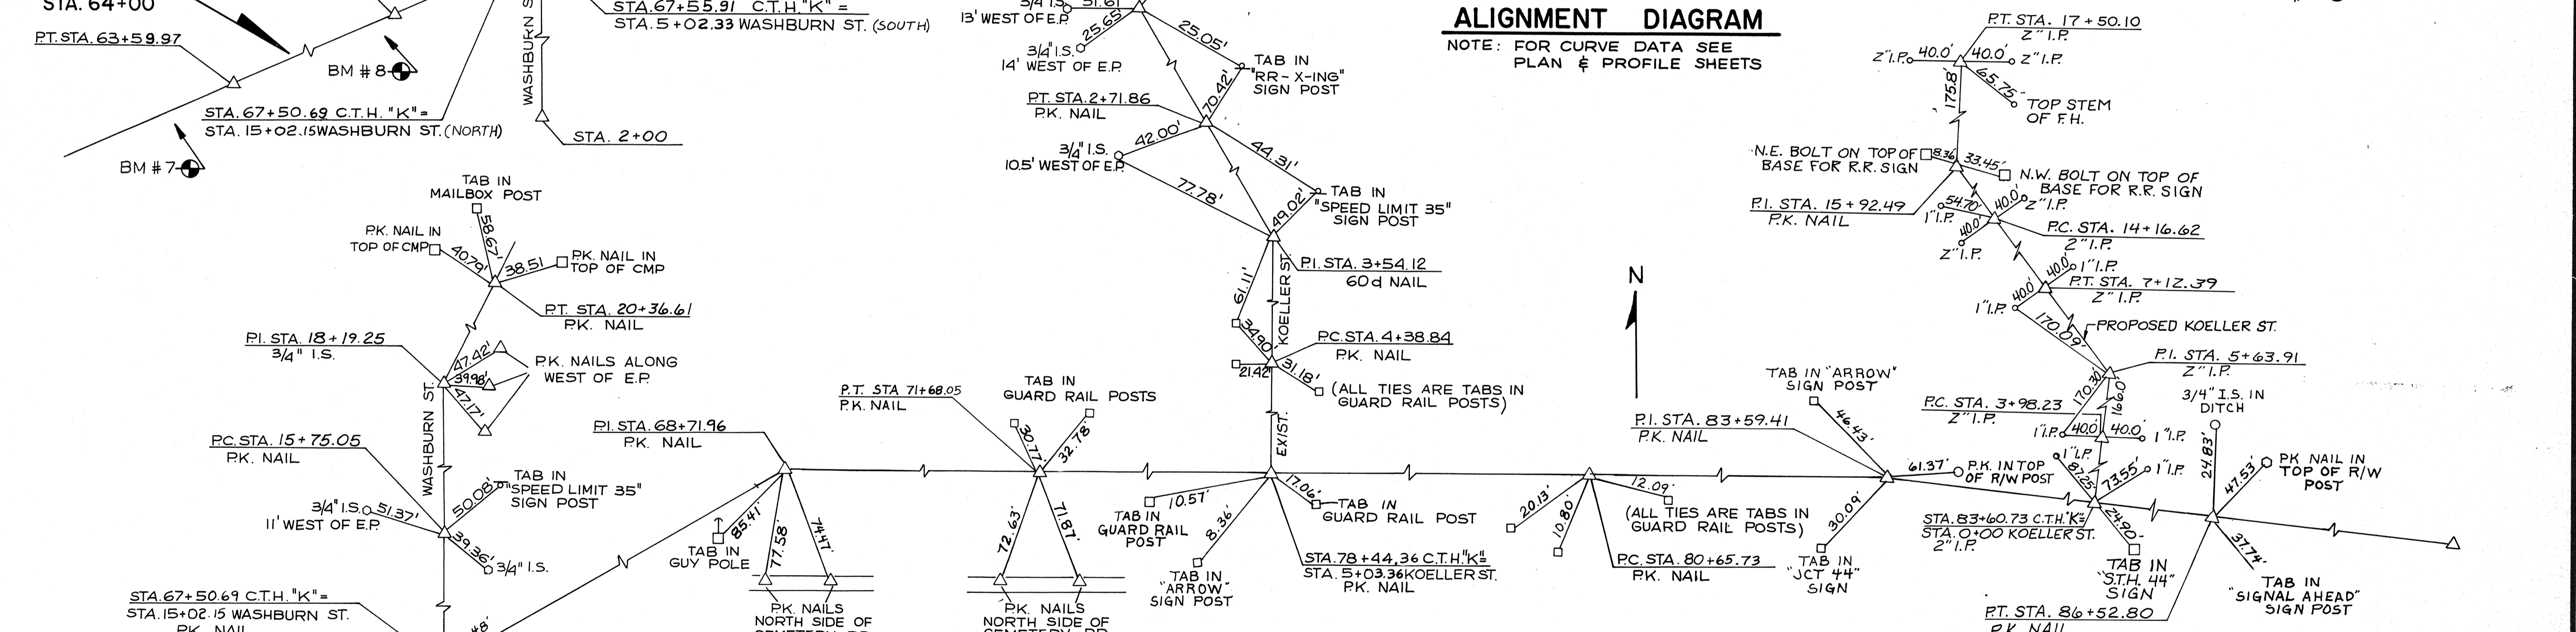 STA. 64+00
P.T. STA. 63+59.97
BM # 8
STA. 67+50.69 C.T.H. "K"=
STA. 15+02.15 WASHBURN ST. (NORTH)
BM # 7
WASHBURN S
STA. 67+55.91 C.T.H. "K" =
STA. 5+02.33 WASHBURN ST. (SOUTH)
STA. 2+00
TAB IN
MAILBOX POST
58.67'
P.K. NAIL IN
TOP OF CMP
40.79'
38.51
P.K. NAIL IN
TOP OF CMP
P.T. STA. 20+36.61
P.K. NAIL
P.I. STA. 18+19.25
3/4" I.S.
47.42'
39.98'
47.17'
P.K. NAILS ALONG
WEST OF E.P.
WASHBURN ST.
P.C. STA. 15+75.05
P.K. NAIL
50.08'
TAB IN
"SPEED LIMIT 35"
SIGN POST
3/4" I.S.
51.37'
11' WEST OF E.P.
39.36'
3/4" I.S.
STA. 67+50.69 C.T.H. "K"=
STA. 15+02.15 WASHBURN ST.
P.K. NAIL
48'
P.I. STA. 68+71.96
P.K. NAIL
85.41'
TAB IN
GUY POLE
77.58'
74.47'
P.K. NAILS
NORTH SIDE OF
P.T. STA 71+68.05
P.K. NAIL
TAB IN
GUARD RAIL POSTS
30.77'
32.78'
72.63'
71.87'
P.K. NAILS
NORTH SIDE OF
3/4" I.S.
51.61'
13' WEST OF E.P.
25.65'
3/4" I.S.
14' WEST OF E.P.
25.05'
TAB IN
"RR-X-ING"
SIGN POST
70.42'
P.T. STA. 2+71.86
P.K. NAIL
42.00'
3/4" I.S.
10.5' WEST OF E.P.
77.78'
44.31'
49.02'
TAB IN
"SPEED LIMIT 35"
SIGN POST
P.I. STA. 3+54.12
60d NAIL
61.11'
KOELLER ST.
34.90'
P.C. STA. 4+38.84
P.K. NAIL
21.42'
31.18'
(ALL TIES ARE TABS IN
GUARD RAIL POSTS)
EXIST.
10.57'
TAB IN
GUARD RAIL
POST
8.36'
TAB IN
"ARROW"
SIGN POST
17.06'
TAB IN
GUARD RAIL POST
STA. 78+44.36 C.T.H. "K"=
STA. 5+03.36 KOELLER ST.
P.K. NAIL
ALIGNMENT DIAGRAM
NOTE: FOR CURVE DATA SEE
PLAN & PROFILE SHEETS
N
20.13'
10.80'
12.09'
(ALL TIES ARE TABS IN
GUARD RAIL POSTS)
P.C. STA. 80+65.73
P.K. NAIL
P.I. STA. 83+59.41
P.K. NAIL
TAB IN "ARROW"
SIGN POST
46.43'
61.37'
P.K. IN TOP
OF R/W POST
30.09'
TAB IN
"JCT 44"
SIGN
P.T. STA. 17+50.10
2" I.P.
2" I.P.
40.0'
40.0'
2" I.P.
65.75'
TOP STEM
OF F.H.
175.8'
N.E. BOLT ON TOP OF
BASE FOR R.R. SIGN
8.36
33.45'
N.W. BOLT ON TOP OF
BASE FOR R.R. SIGN
P.I. STA. 15+92.49
P.K. NAIL
54.70'
1" I.P.
40.0'
2" I.P.
40.0'
2" I.P.
P.C. STA. 14+16.62
2" I.P.
40.0'
1" I.P.
P.T. STA. 7+12.39
2" I.P.
40.0'
1" I.P.
170.09'
PROPOSED KOELLER ST.
P.I. STA. 5+63.91
2" I.P.
170.30'
166.0'
P.C. STA. 3+98.23
2" I.P.
1" I.P.
40.0'
40.0'
1" I.P.
3/4" I.S. IN
DITCH
24.83'
1" I.P.
87.25'
73.55'
1" I.P.
47.53'
P.K. NAIL IN
TOP OF R/W
POST
STA. 83+60.73 C.T.H. "K"=
STA. 0+00 KOELLER ST.
2" I.P.
24.90'
TAB IN
"S.T.H. 44"
SIGN
37.74'
TAB IN
"SIGNAL AHEAD"
SIGN POST
P.T. STA. 86+52.80
P.K. NAIL